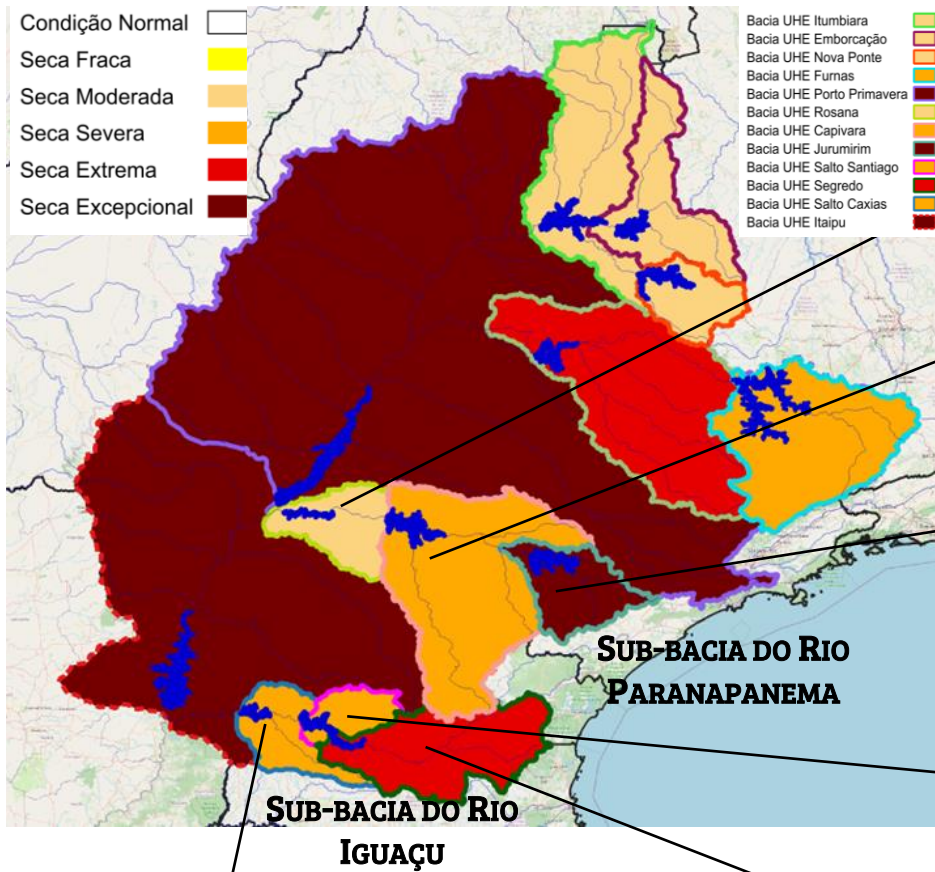 Condição Normal
Seca Fraca
Seca Moderada
Seca Severa
Seca Extrema
Seca Excepcional
Bacia UHE Itumbiara
Bacia UHE Emborcação
Bacia UHE Nova Ponte
Bacia UHE Furnas
Bacia UHE Porto Primavera
Bacia UHE Rosana
Bacia UHE Capivara
Bacia UHE Jurumirim
Bacia UHE Salto Santiago
Bacia UHE Segredo
Bacia UHE Salto Caxias
Bacia UHE Itaipu
SUB-BACIA DO RIO
PARANAPANEMA
SUB-BACIA DO RIO
IGUAÇU